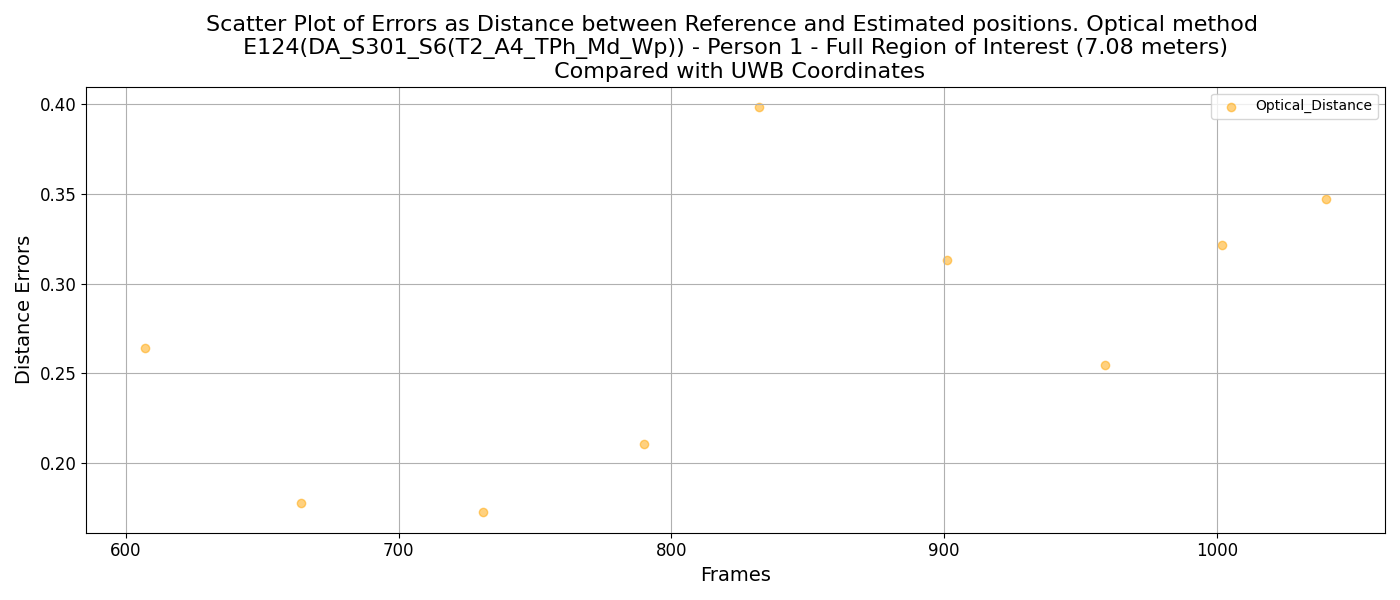 Scatter Plot of Errors as Distance between Reference and Estimated positions. Optical method
E124(DA_S301_S6(T2_A4_TPh_Md_Wp)) - Person 1 - Full Region of Interest (7.08 meters)
Compared with UWB Coordinates
Optical_Distance
0.40
0.35
0.30
0.25
0.20
Distance Errors
600
700
800
900
1000
Frames